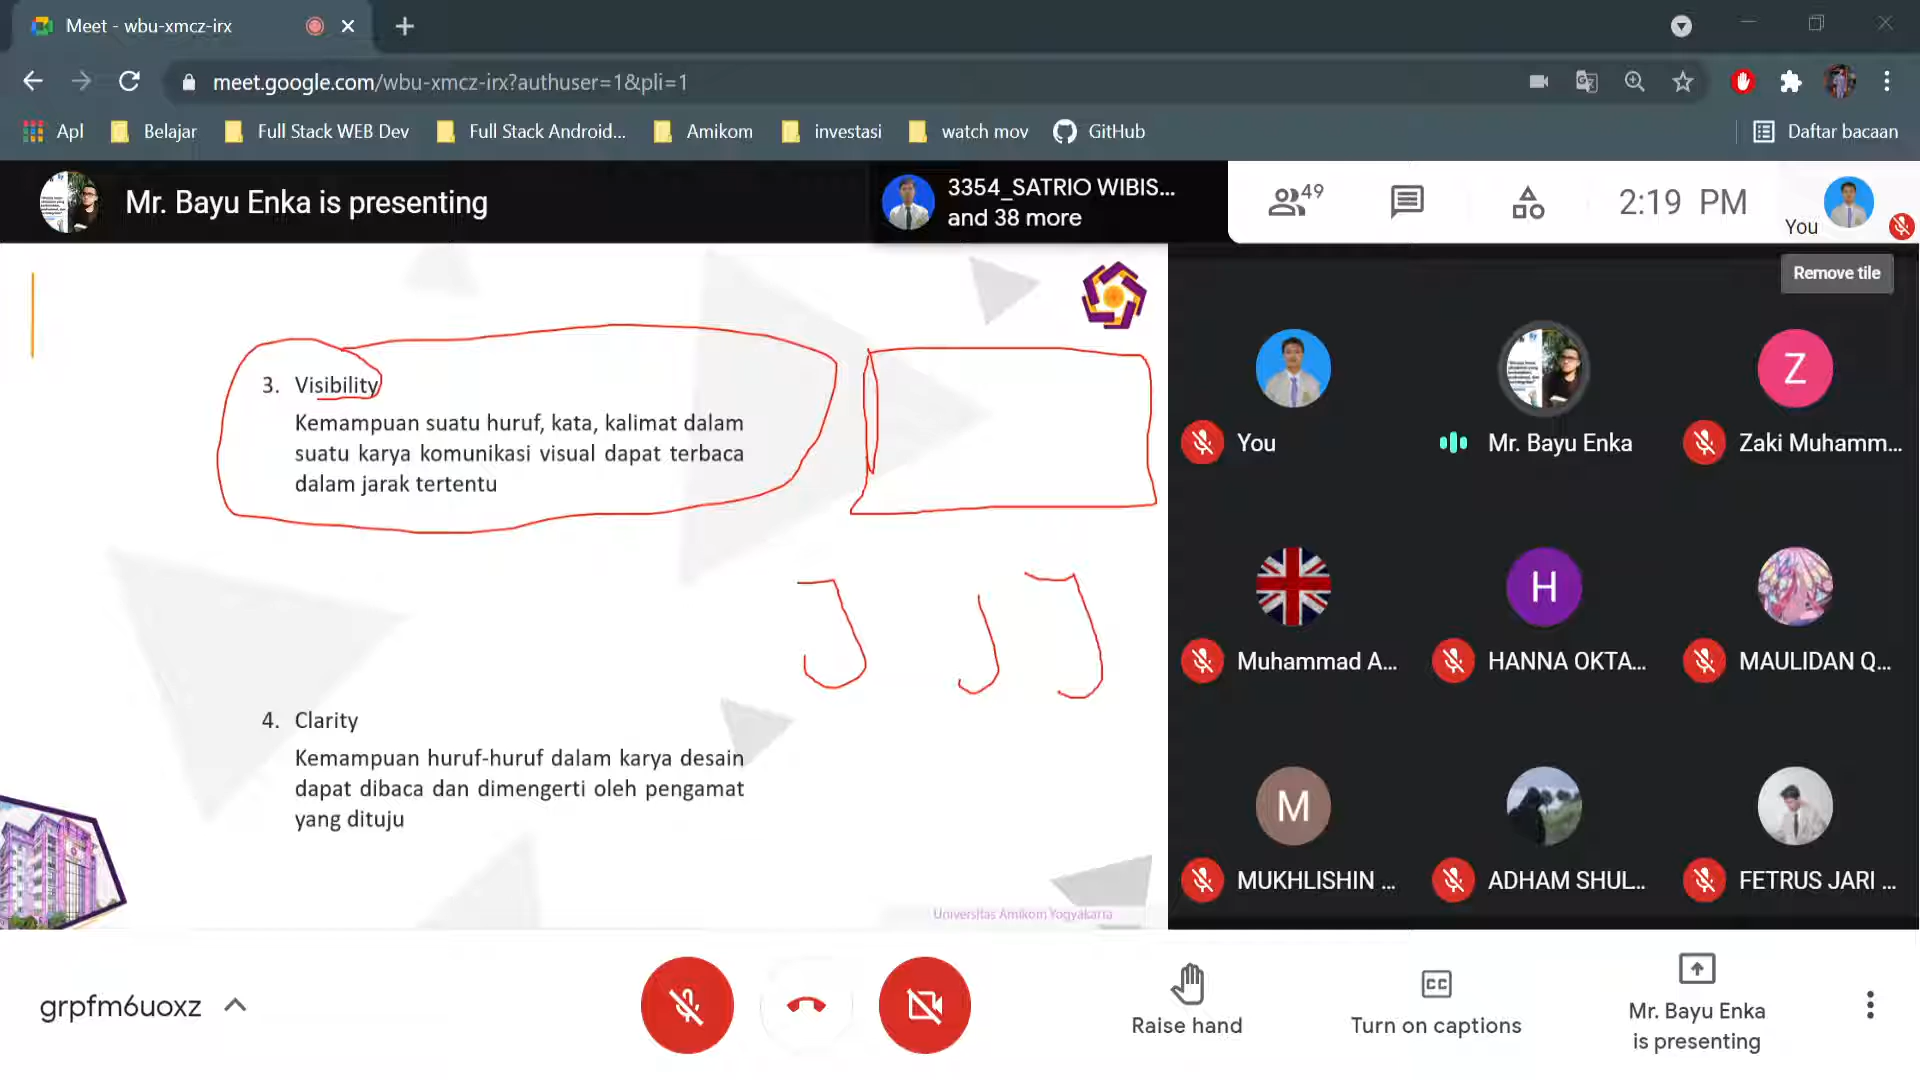 Meet - wbu-xmcz-irx
meet.google.com/wbu-xmcz-irx?authuser=1&pli=1
Apl
Belajar
Full Stack WEB Dev
Full Stack Android...
Amikom
investasi
watch mov
GitHub
Daftar bacaan
Mr. Bayu Enka is presenting
3354_SATRIO WIBIS...
and 38 more
49
2:19 PM
You
Remove tile
3. Visibility
Kemampuan suatu huruf, kata, kalimat dalam
suatu karya komunikasi visual dapat terbaca
dalam jarak tertentu
J J J
4. Clarity
Kemampuan huruf-huruf dalam karya desain
dapat dibaca dan dimengerti oleh pengamat
yang dituju
Universitas Amikom Yogyakarta
You
Mr. Bayu Enka
Z
Zaki Muhamm...
Muhammad A...
H
HANNA OKTA...
MAULIDAN Q...
M
MUKHLISHIN ...
ADHAM SHUL...
FETRUS JARI ...
grpfm6uoxz
Raise hand
CC
Turn on captions
Mr. Bayu Enka
is presenting